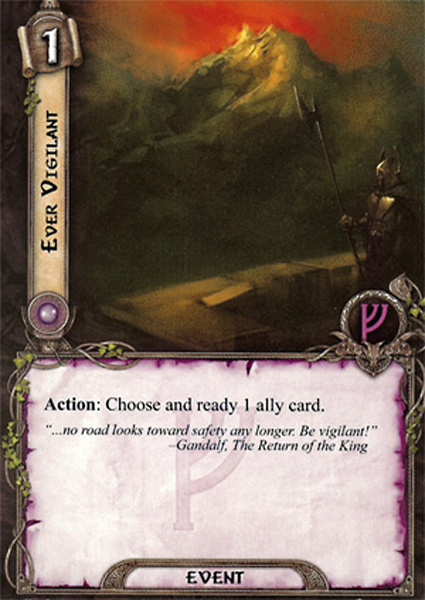 1
Ever Vigilant
Action: Choose and ready 1 ally card.
“...no road looks toward safety any longer. Be vigilant!”
–Gandalf, The Return of the King
EVENT